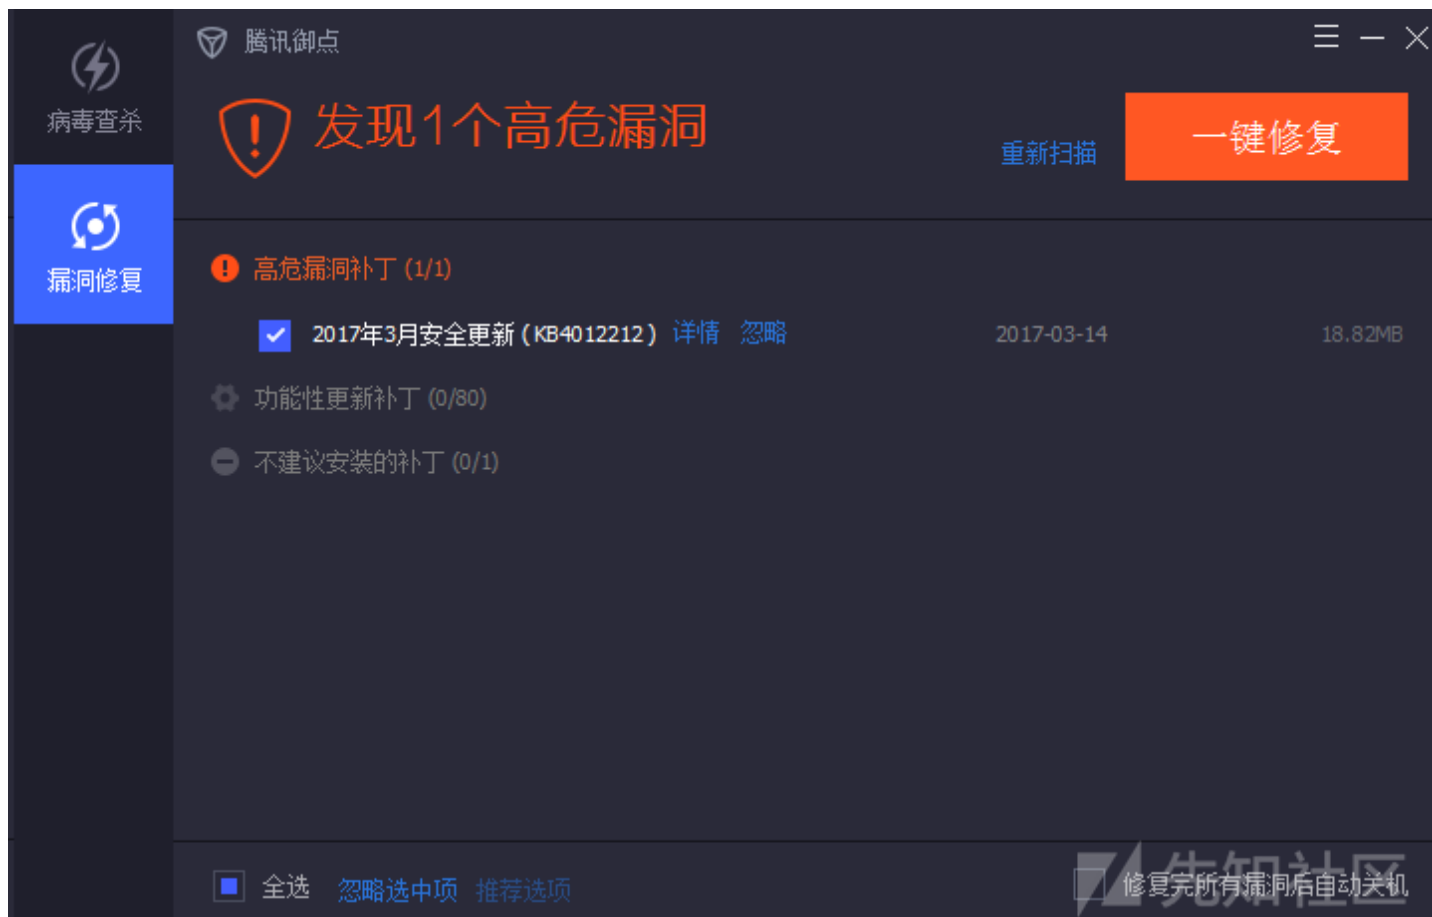 腾讯御点
病毒查杀
发现1个高危漏洞
重新扫描
一键修复
漏洞修复
高危漏洞补丁 (1/1)
2017年3月安全更新 (KB4012212) 详情 忽略 2017-03-14 18.82MB
功能性更新补丁 (0/80)
不建议安装的补丁 (0/1)
全选 忽略选中项 推荐选项
修复完所有漏洞后自动关机
先知社区